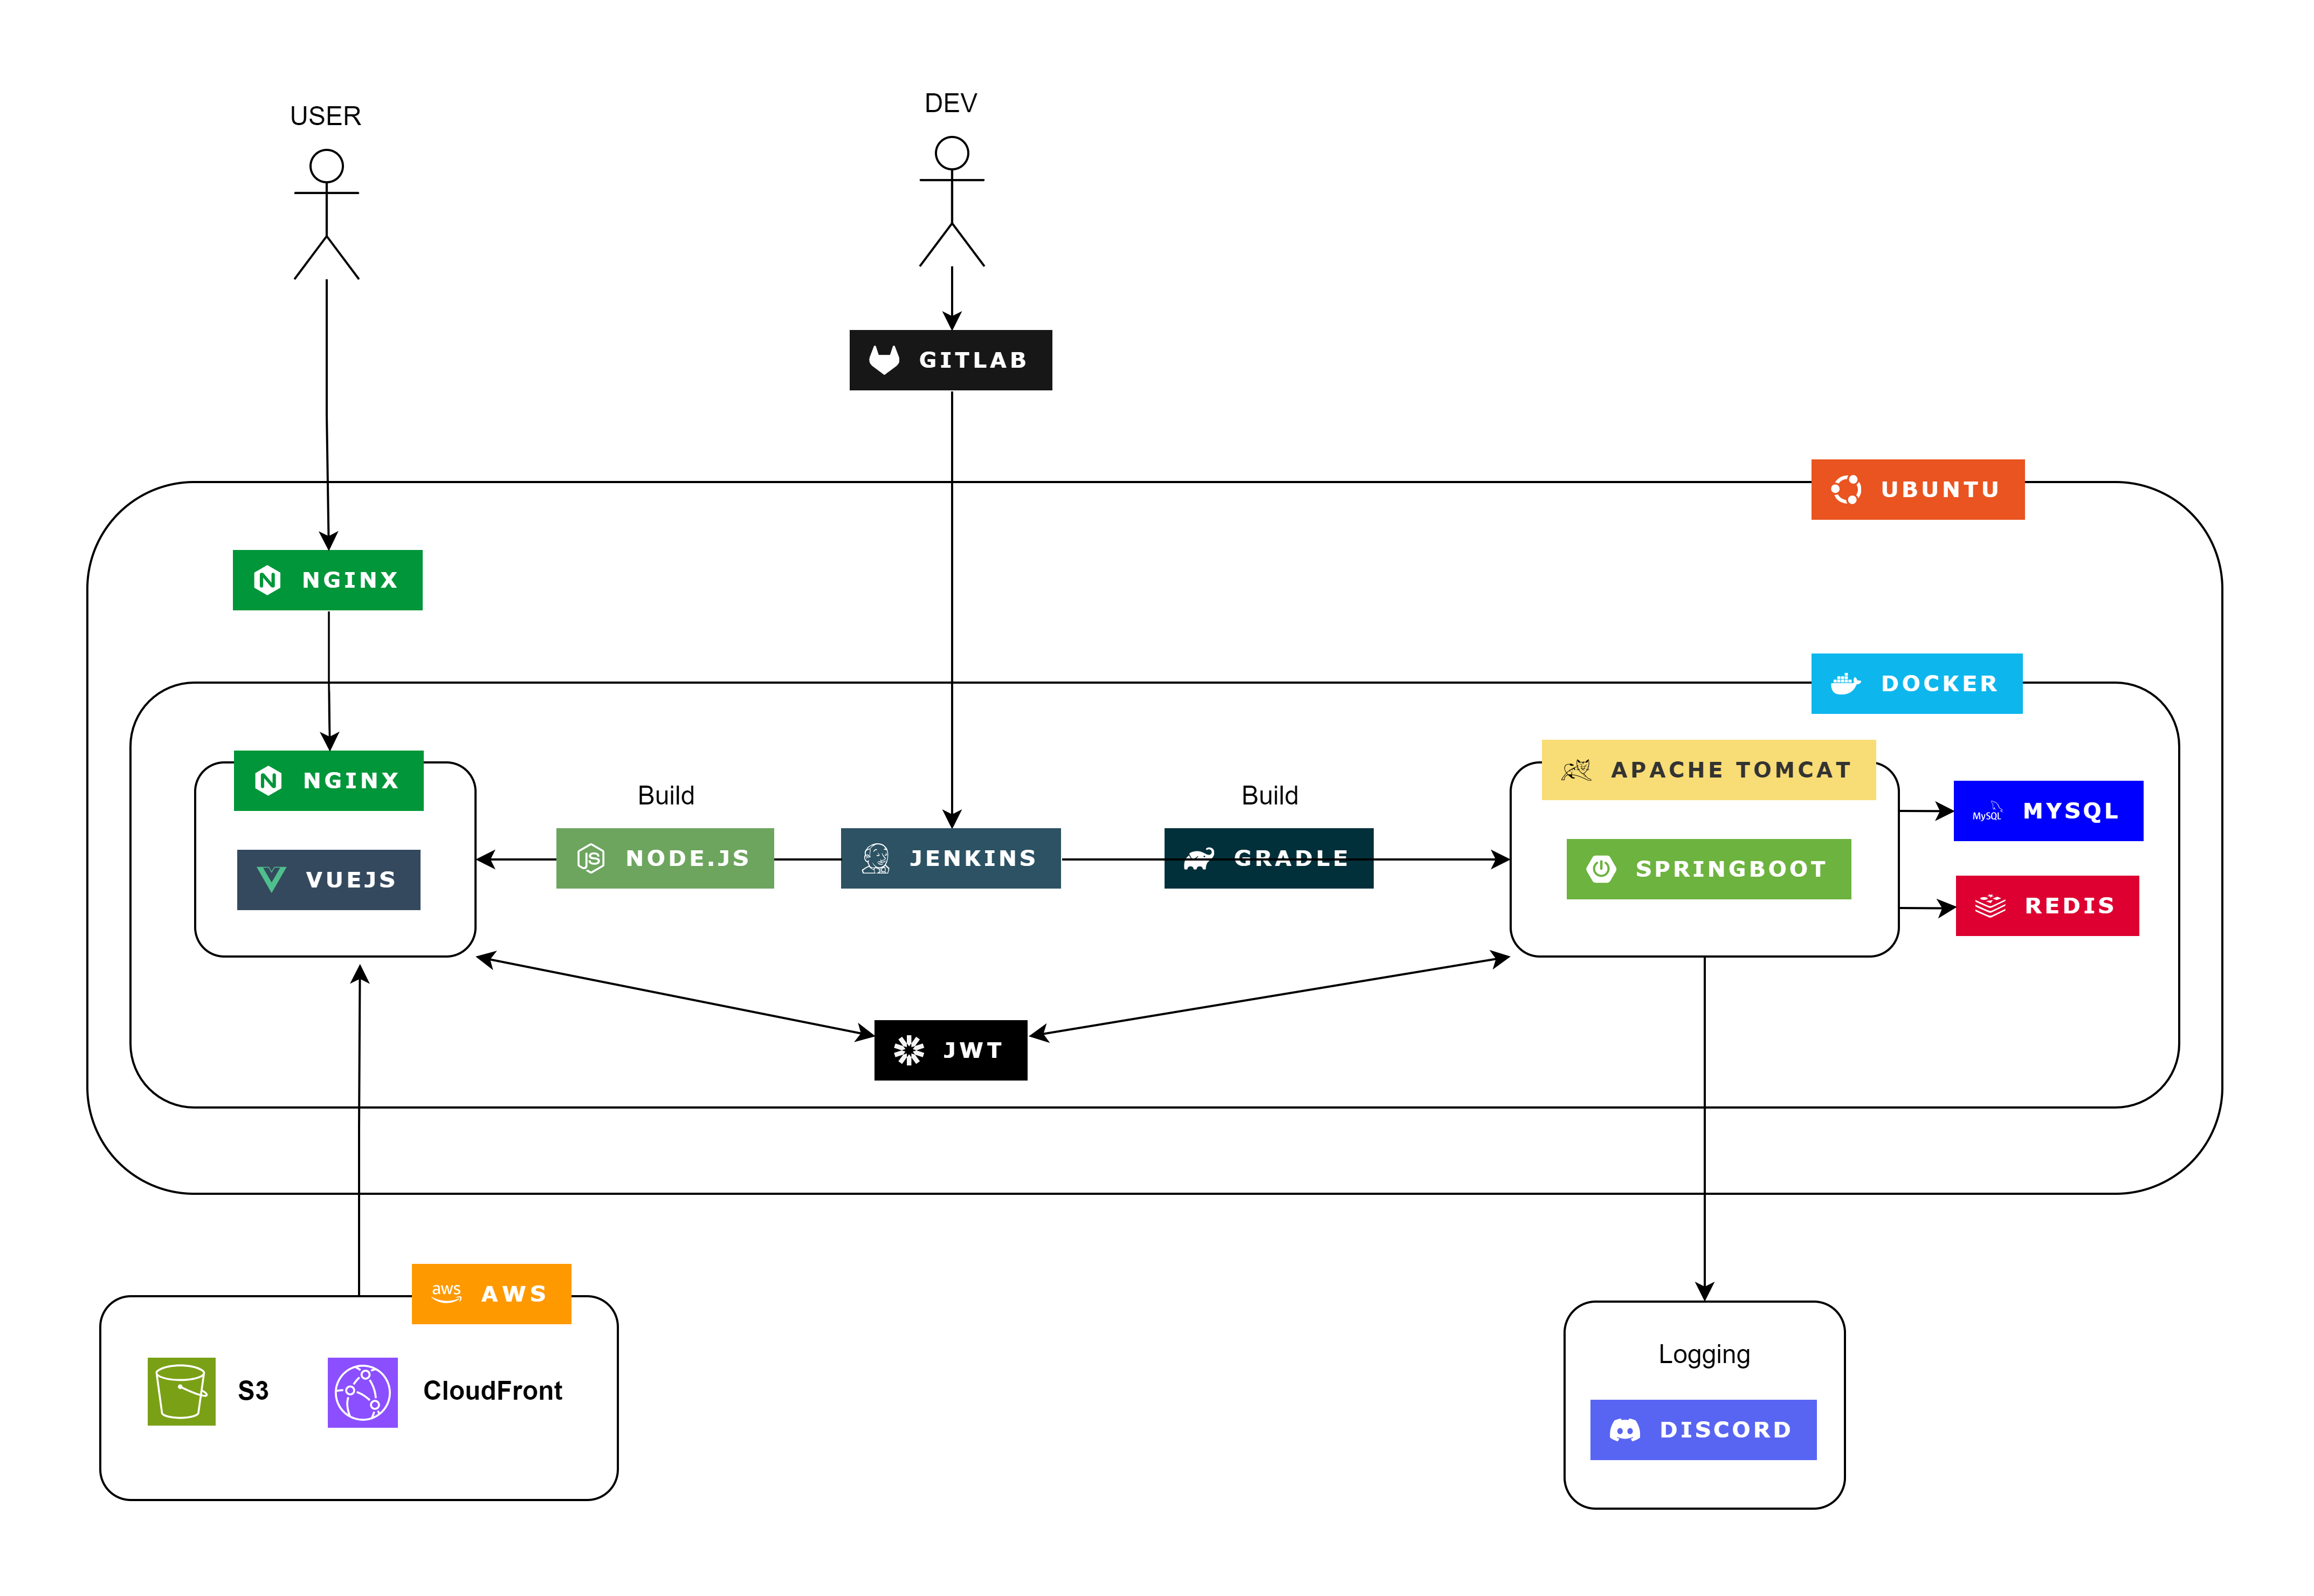 USER
DEV
GITLAB
UBUNTU
NGINX
DOCKER
NGINX
APACHE TOMCAT
Build
Build
MySQL MYSQL
VUEJS
JS NODE.JS
JENKINS
GRADLE
SPRINGBOOT
REDIS
JWT
aws AWS
Logging
S3
CloudFront
DISCORD